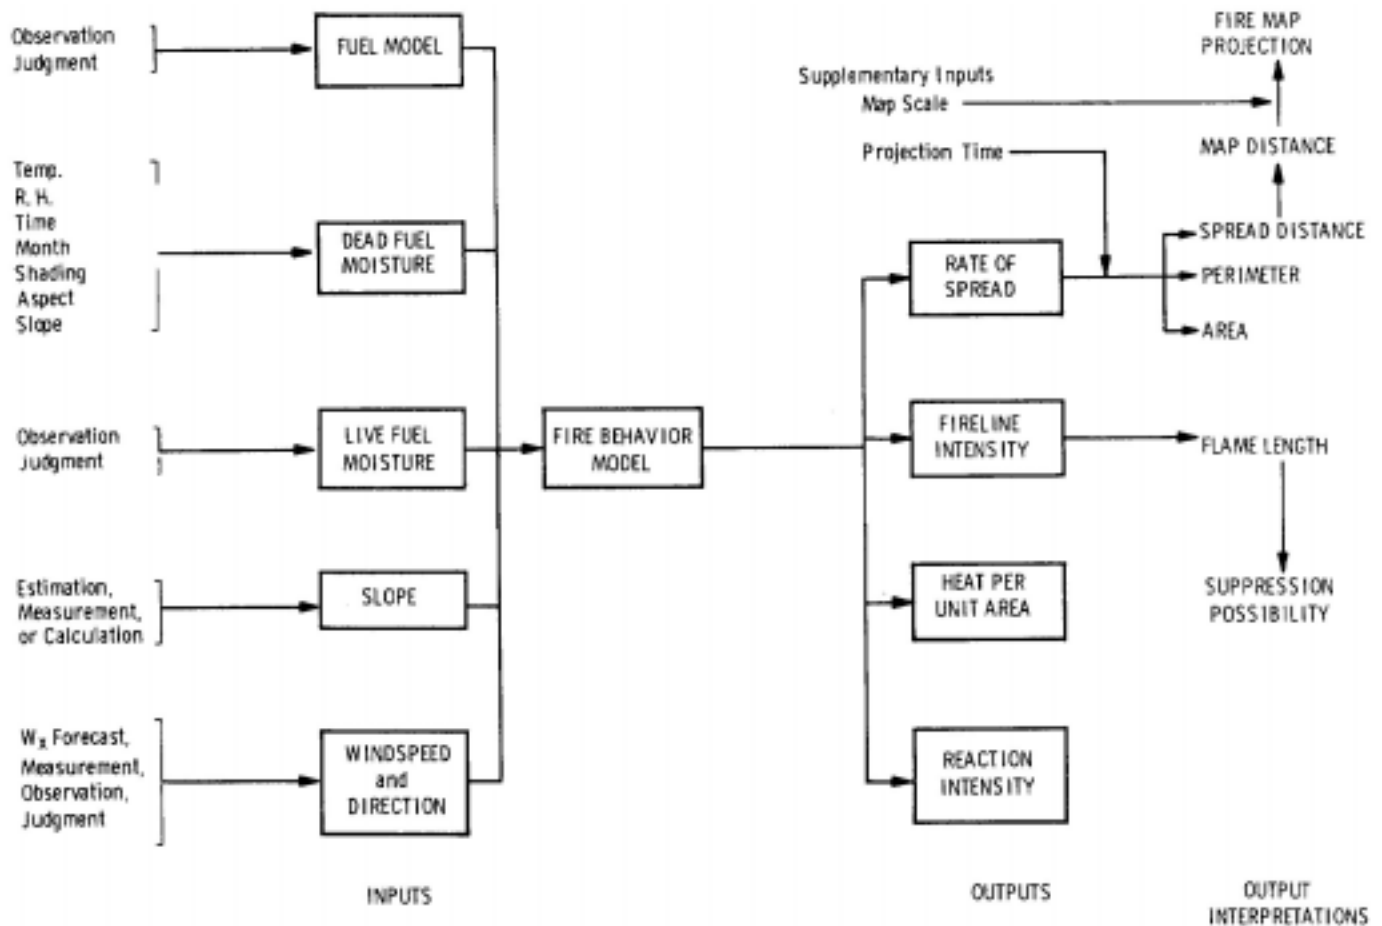 Observation
Judgment
FUEL MODEL
Temp.
R. H.
Time
Month
Shading
Aspect
Slope
DEAD FUEL
MOISTURE
Observation
Judgment
LIVE FUEL
MOISTURE
Estimation,
Measurement,
or Calculation
SLOPE
Wx Forecast,
Measurement,
Observation,
Judgment
WINDSPEED
and
DIRECTION
INPUTS
FIRE BEHAVIOR
MODEL
Supplementary Inputs
Map Scale
Projection Time
RATE OF
SPREAD
FIRELINE
INTENSITY
HEAT PER
UNIT AREA
REACTION
INTENSITY
OUTPUTS
FIRE MAP
PROJECTION
MAP DISTANCE
SPREAD DISTANCE
PERIMETER
AREA
FLAME LENGTH
SUPPRESSION
POSSIBILITY
OUTPUT
INTERPRETATIONS